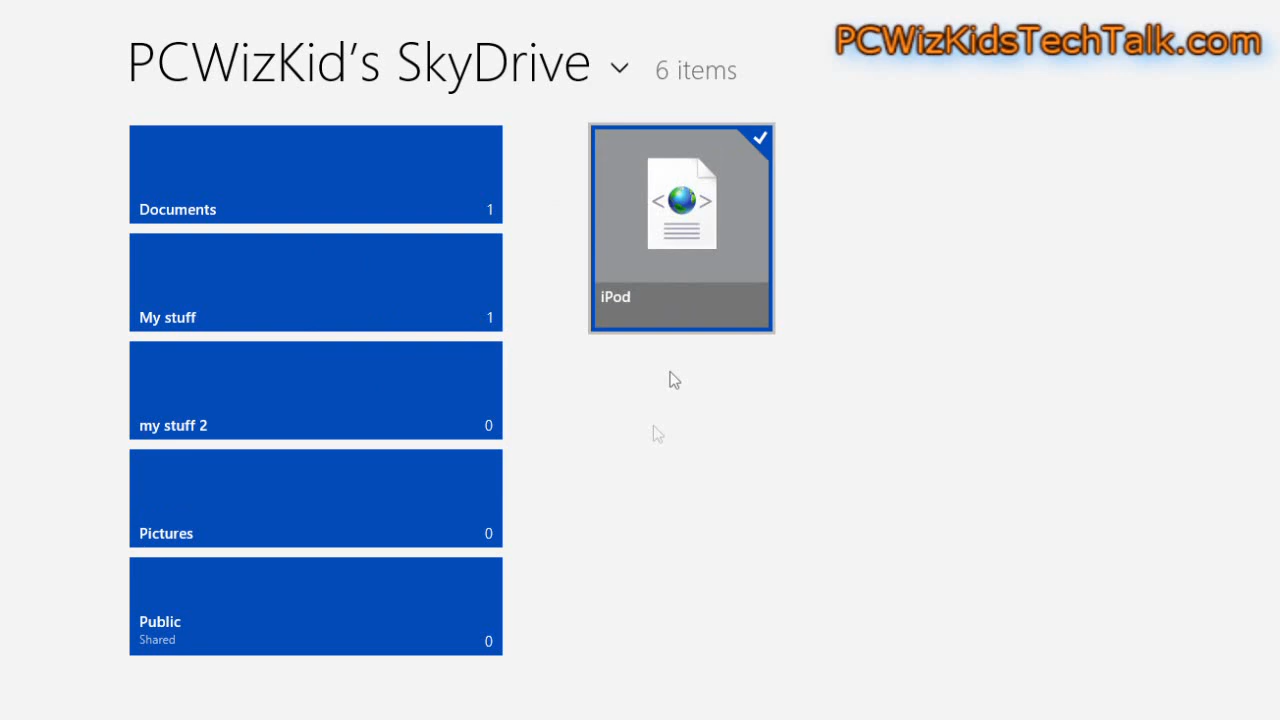 PCWizKid's SkyDrive 6 items
PCWizKidsTechTalk.com
Documents 1
My stuff 1
my stuff 2 0
Pictures 0
Public
Shared 0
iPod